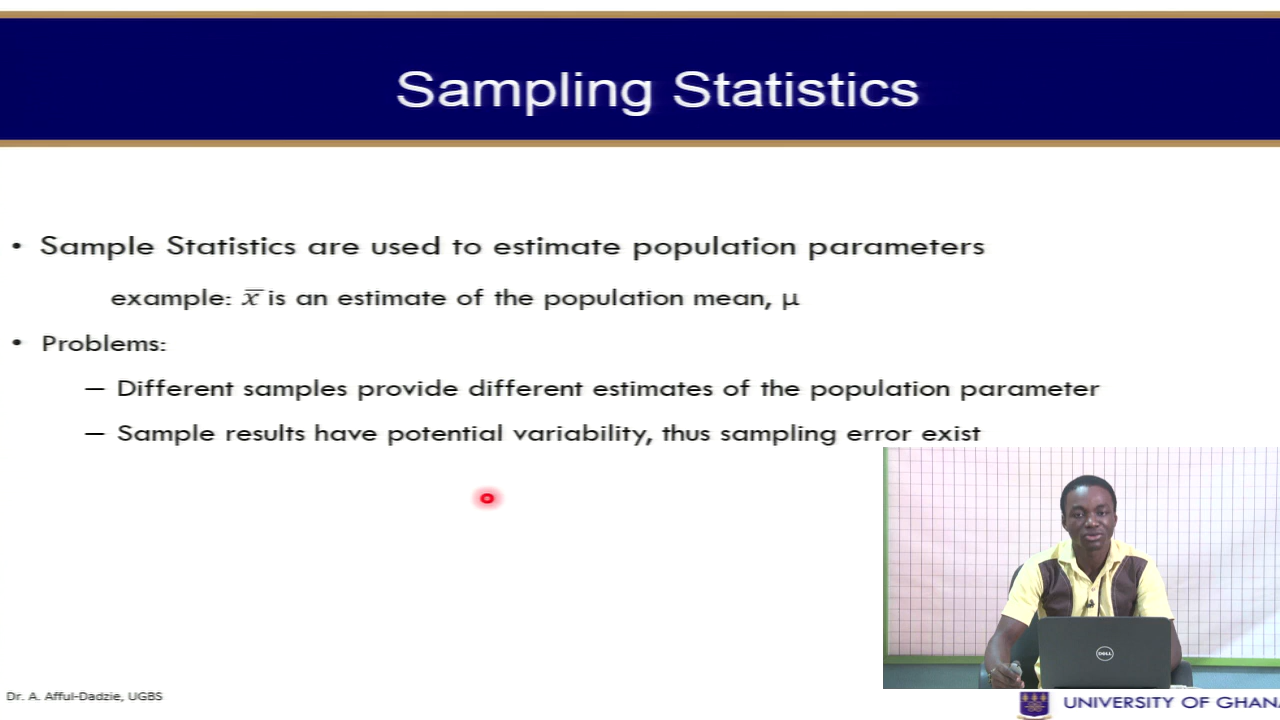 Sampling Statistics
• Sample Statistics are used to estimate population parameters
example: x̅ is an estimate of the population mean, μ
• Problems:
– Different samples provide different estimates of the population parameter
– Sample results have potential variability, thus sampling error exist
DELL
Dr. A. Afful-Dadzie, UGBS
UNIVERSITY OF GHANA